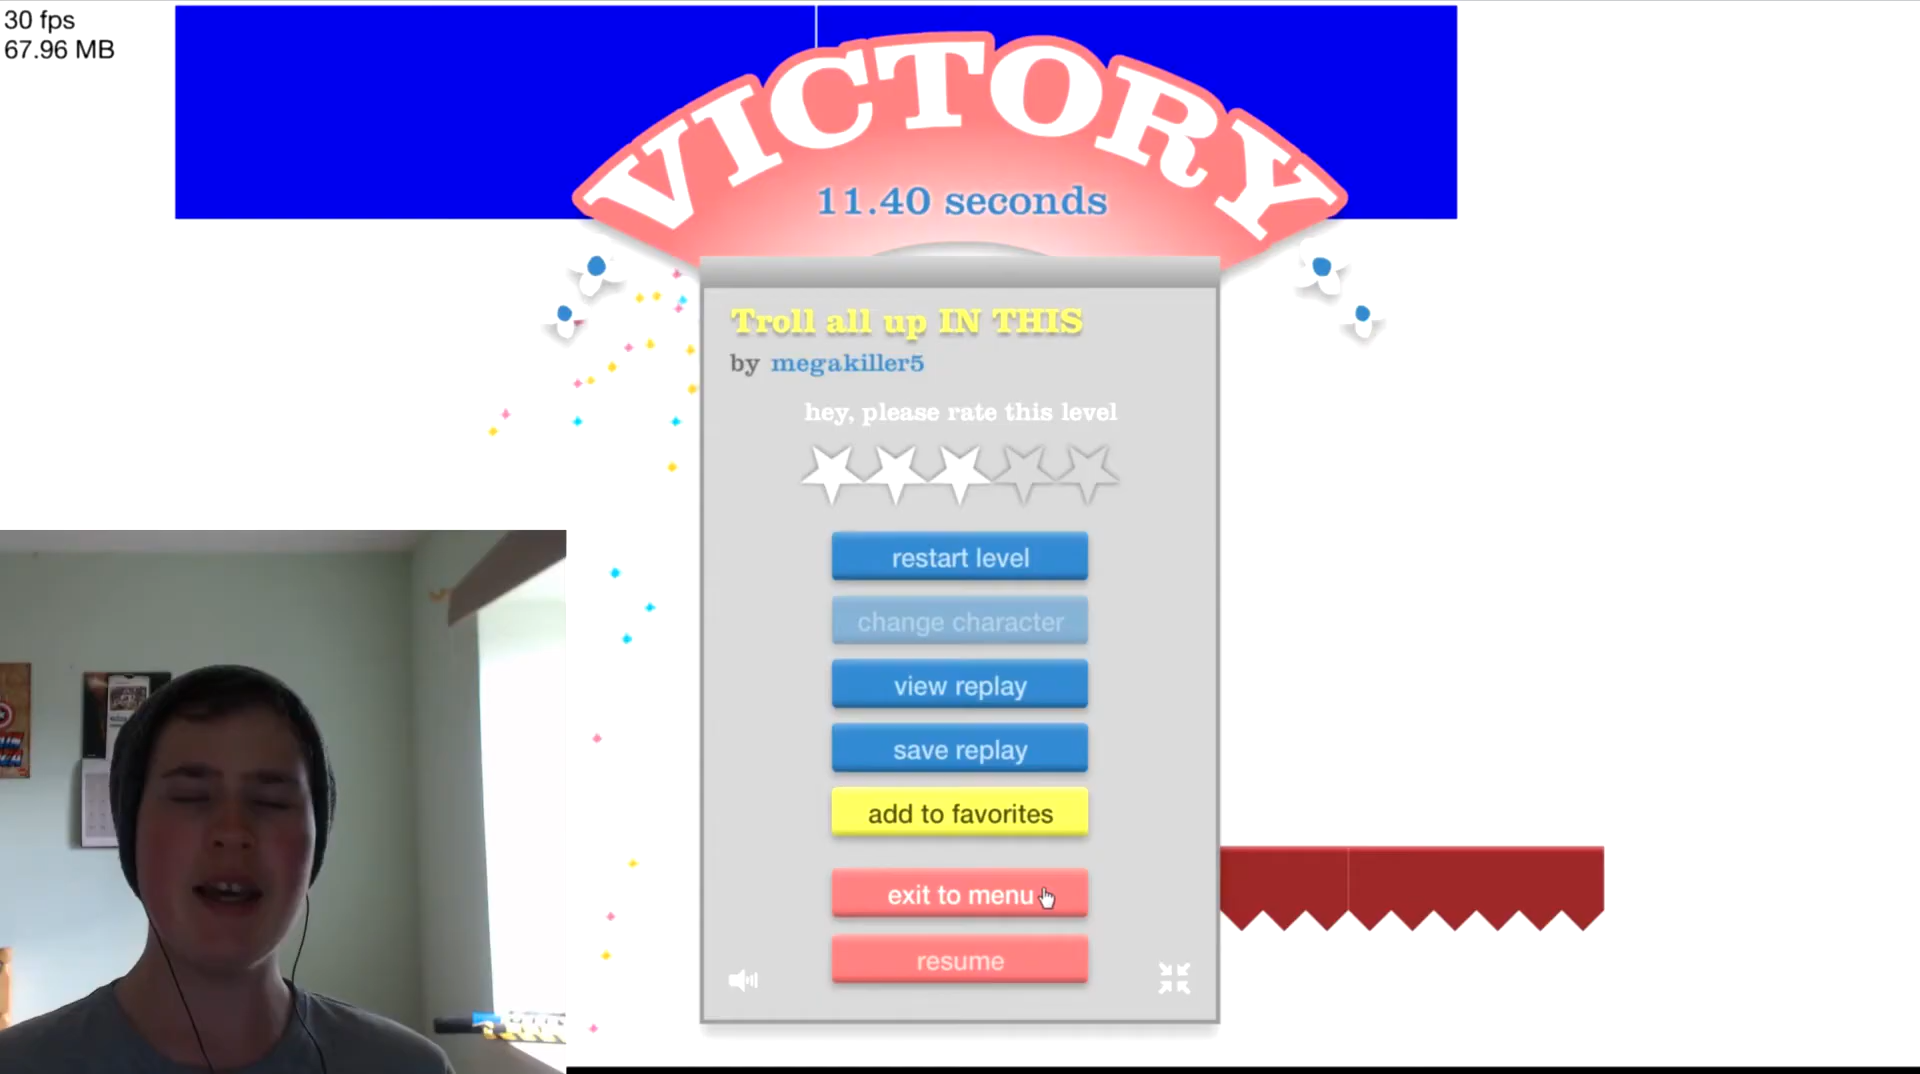 30 fps
67.96 MB
VICTORY
11.40 seconds
Troll all up IN THIS
by megakiller5
hey, please rate this level
restart level
change character
view replay
save replay
add to favorites
exit to menu
resume